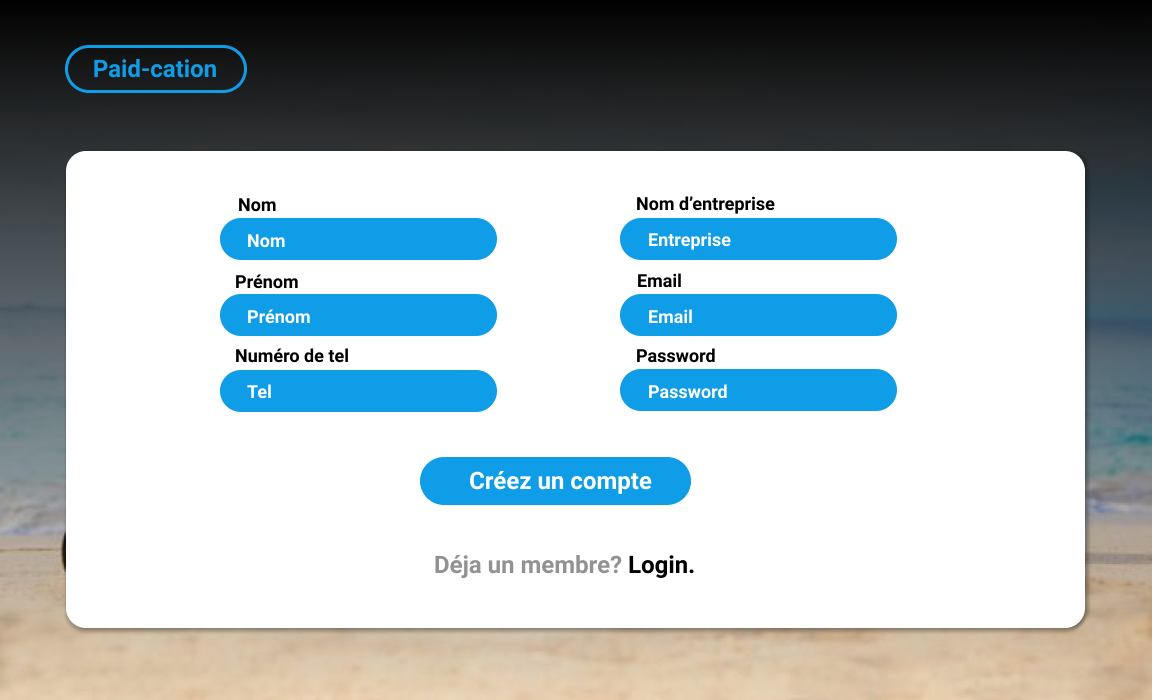 Paid-cation
Nom
Nom
Prénom
Prénom
Numéro de tel
Tel
Nom d’entreprise
Entreprise
Email
Email
Password
Password
Créez un compte
Déja un membre? Login.